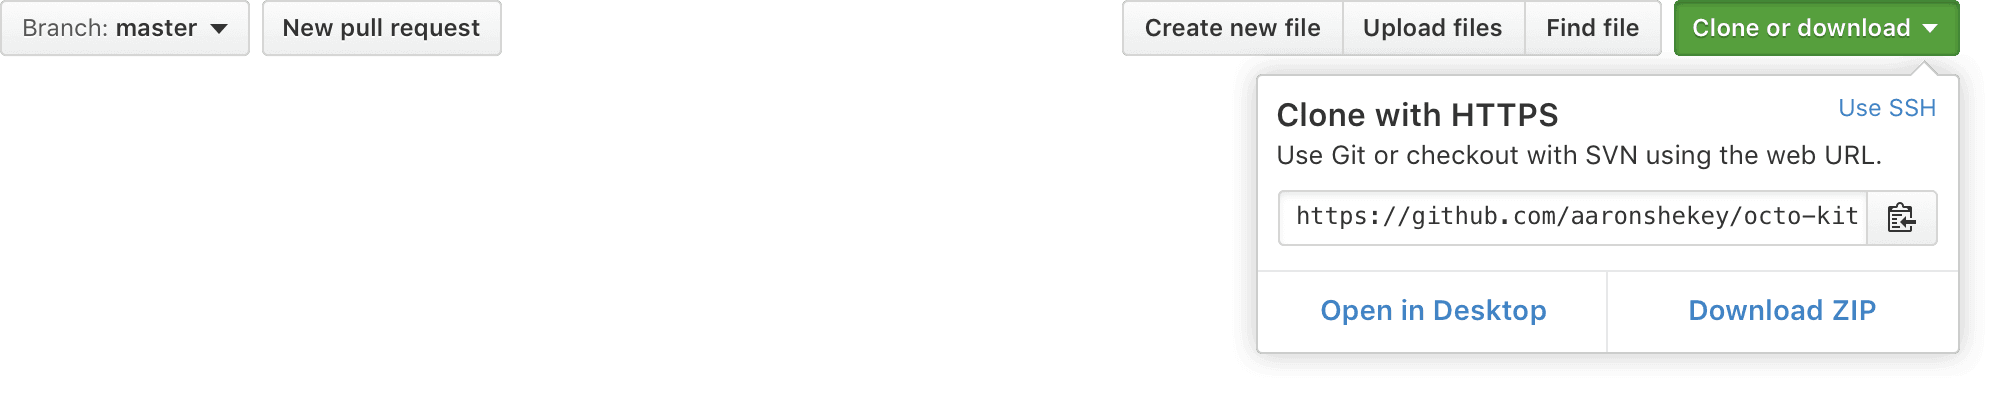 Branch: master
New pull request
Create new file
Upload files
Find file
Clone or download
Clone with HTTPS
Use SSH
Use Git or checkout with SVN using the web URL.
https://github.com/aaronshekey/octo-kit
Open in Desktop
Download ZIP